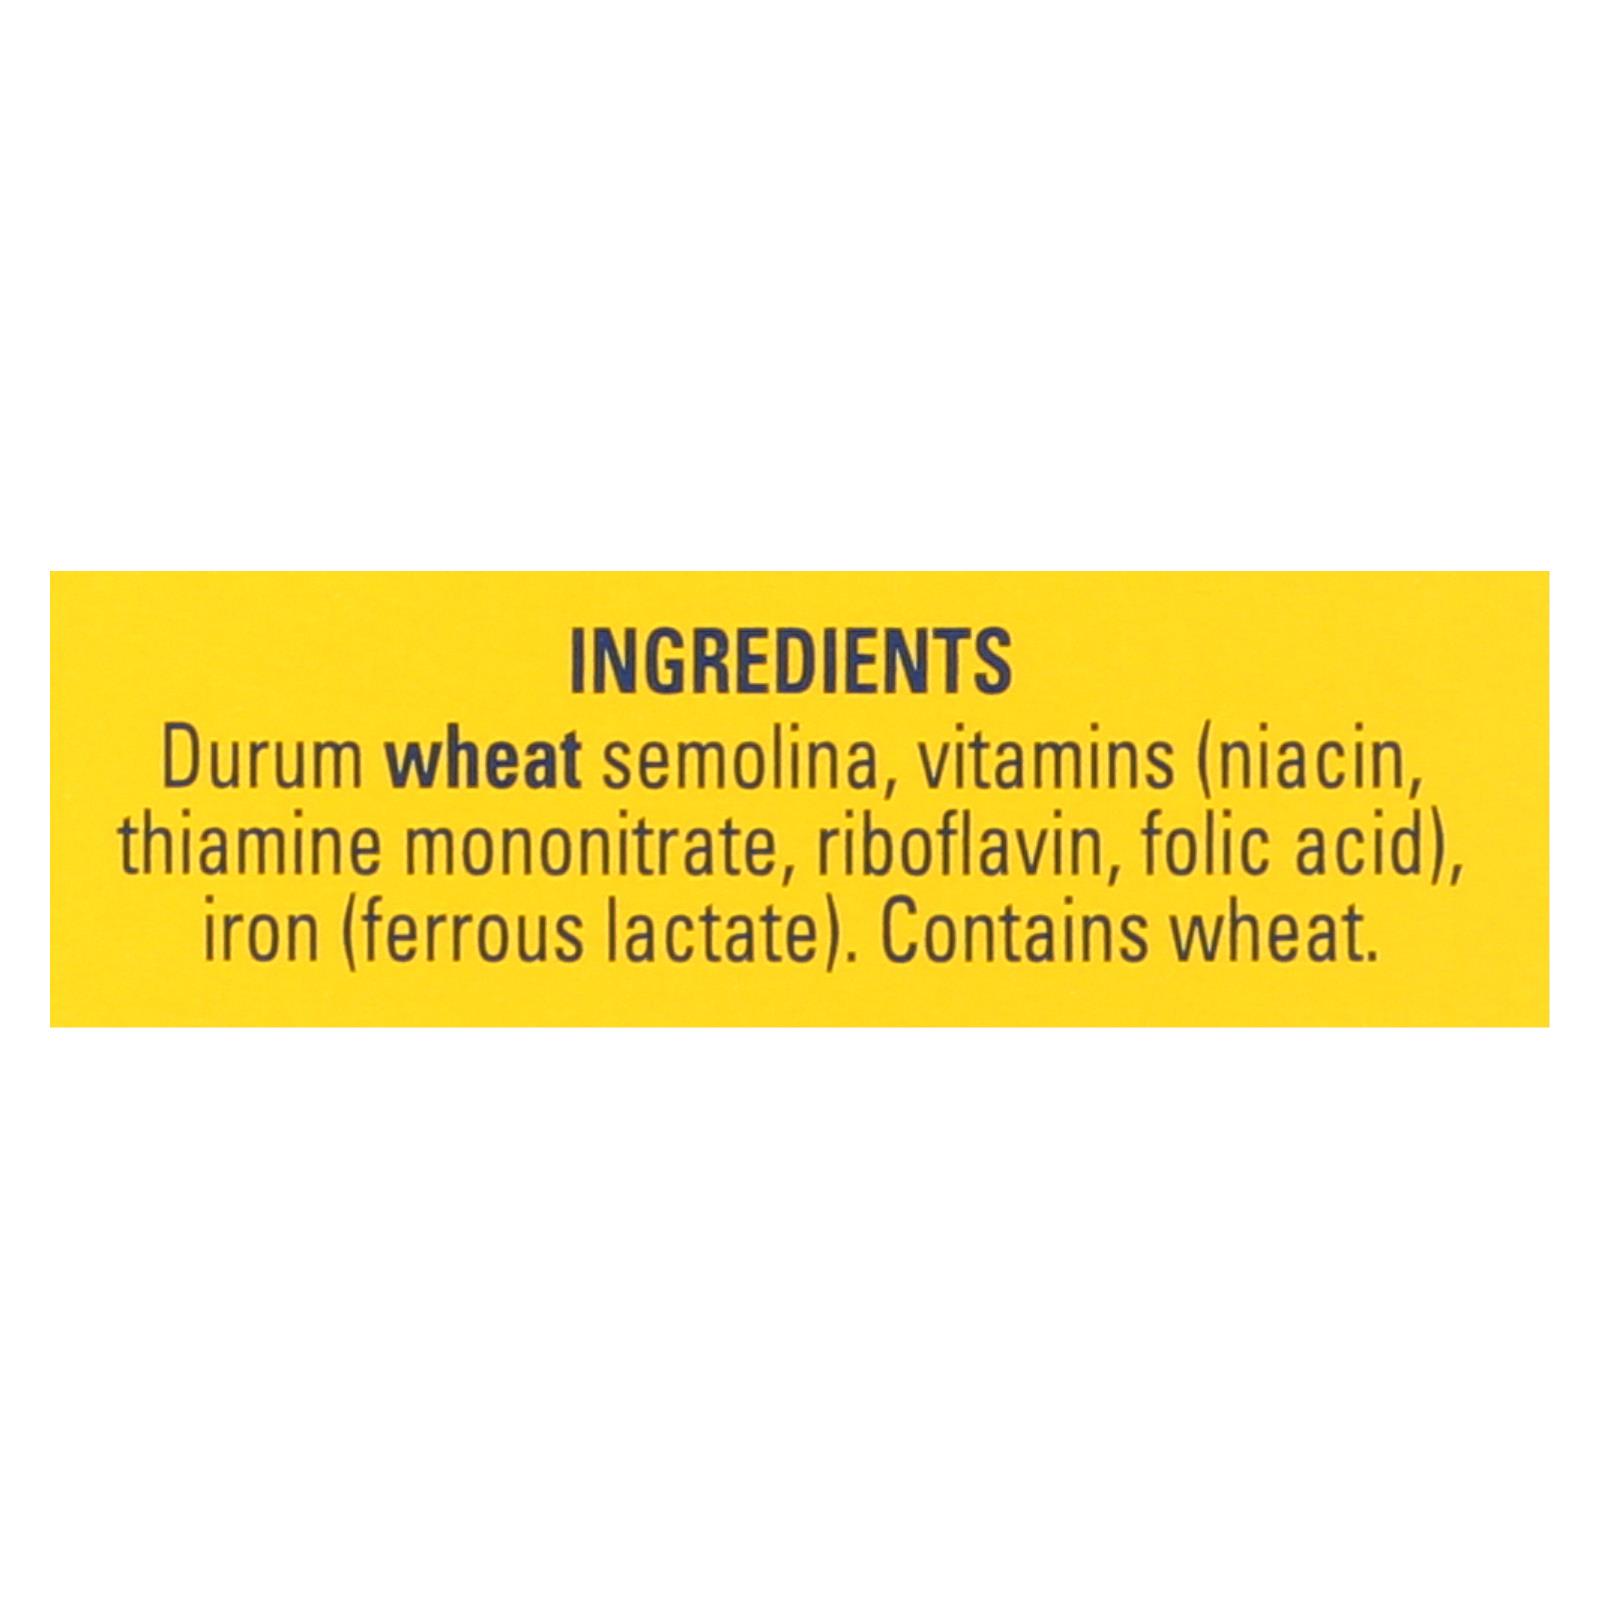 INGREDIENTS
Durum wheat semolina, vitamins (niacin,
thiamine mononitrate, riboflavin, folic acid),
iron (ferrous lactate). Contains wheat.